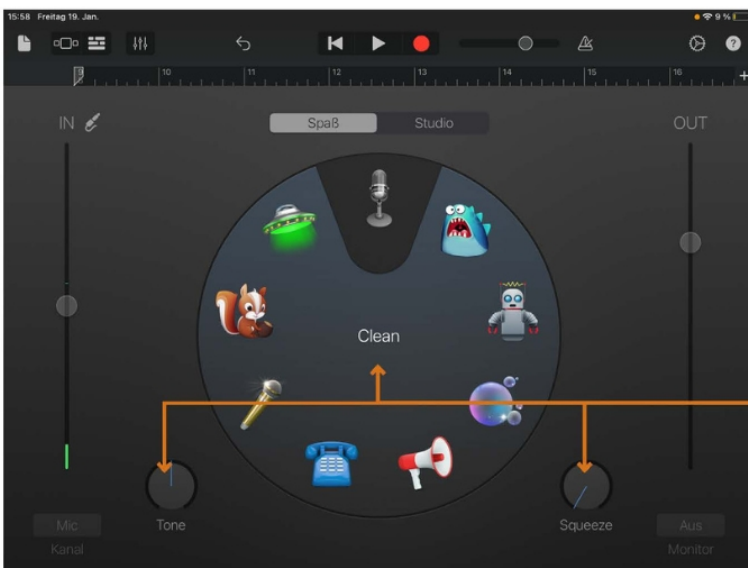 15:58 Freitag 19. Jan. 9 %
9 10 11 12 13 14 15 16 +
IN Spaß Studio OUT
Clean
Tone Squeeze
Mic Aus
Kanal Monitor